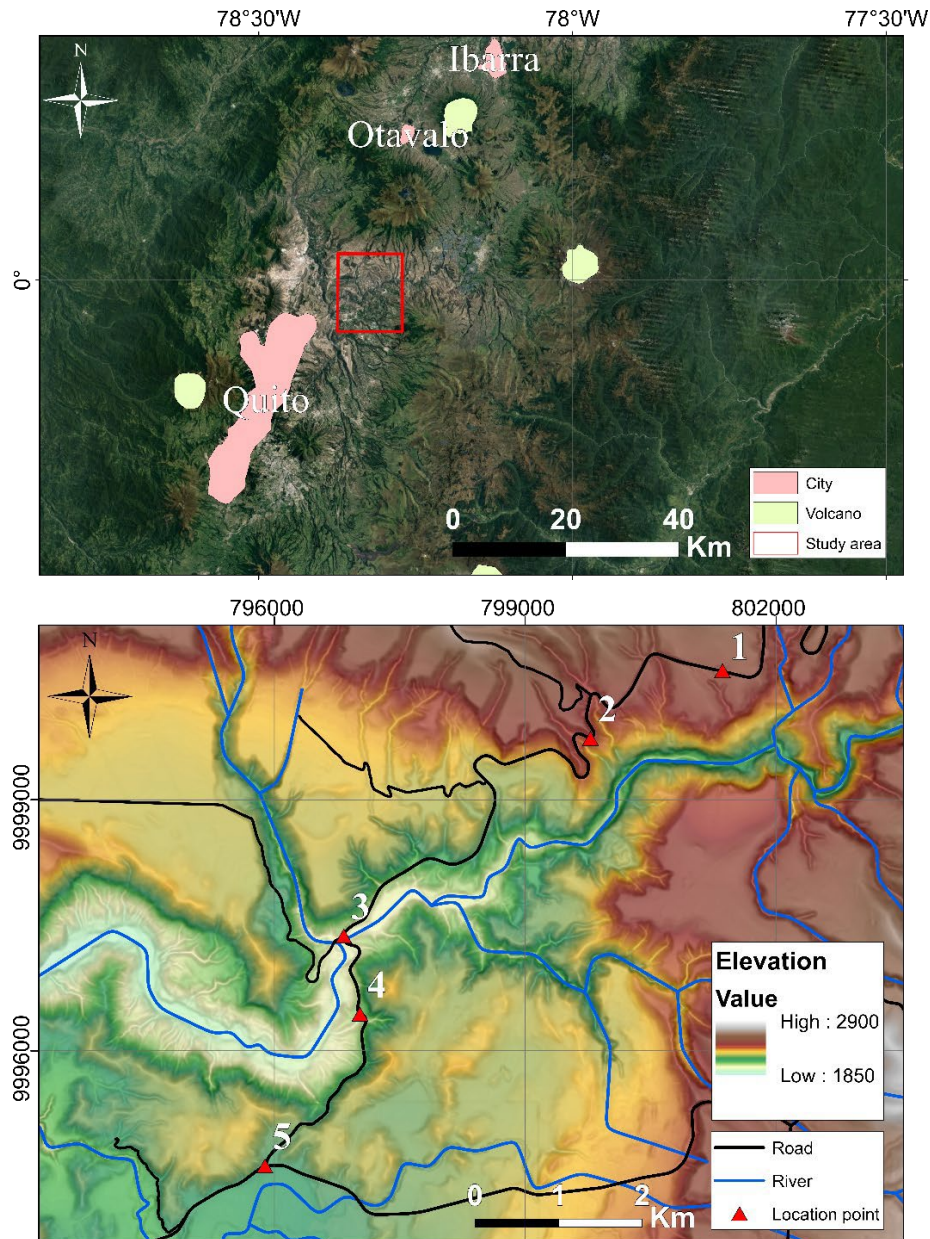 78°30'W 78°W 77°30'W
N
Ibarra
Otavalo
0°
Quito
City
Volcano
Study area
0 20 40
Km
796000 799000 802000
N
1
2
9999000
3
Elevation
Value
High : 2900
Low : 1850
4
9996000
5
Road
River
Location point
0 1 2
Km